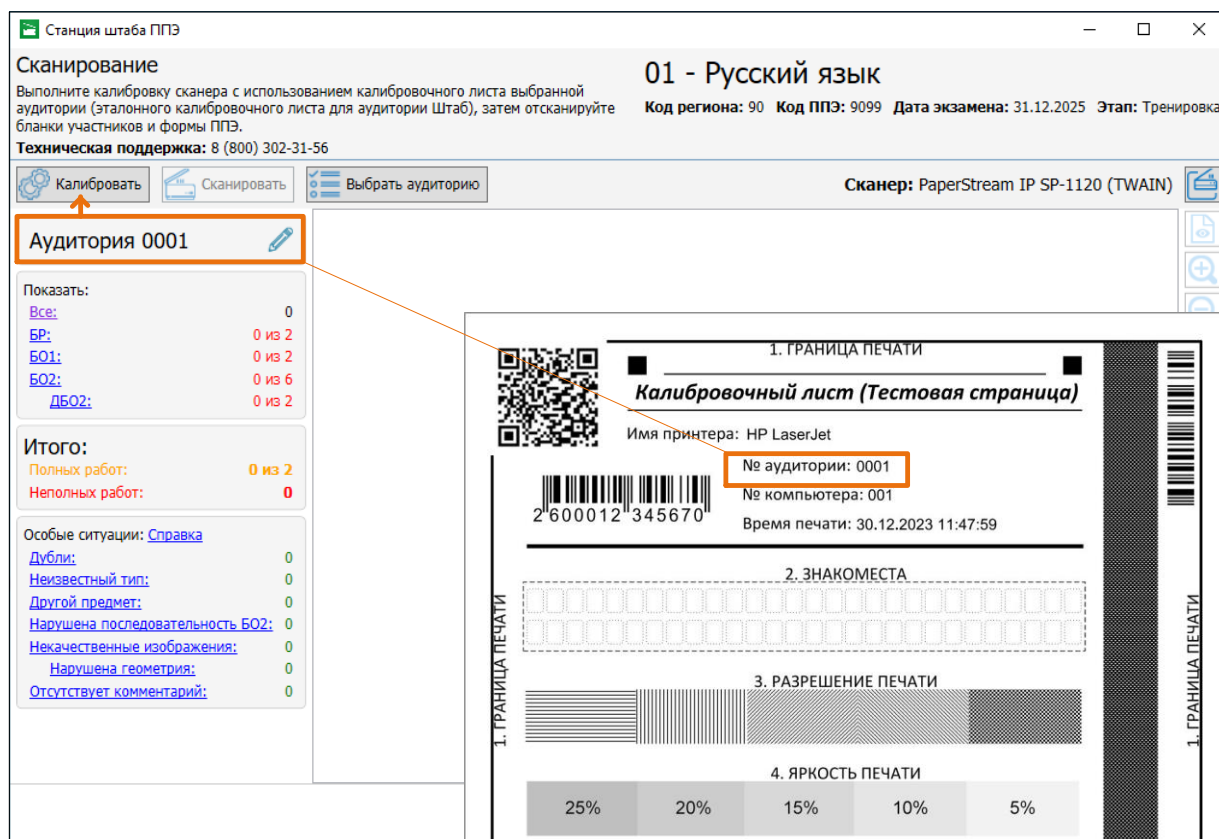 Станция штаба ППЭ
Сканирование
Выполните калибровку сканера с использованием калибровочного листа выбранной
аудитории (эталонного калибровочного листа для аудитории Штаб), затем отсканируйте
бланки участников и формы ППЭ.
Техническая поддержка: 8 (800) 302-31-56
01 - Русский язык
Код региона: 90 Код ППЭ: 9099 Дата экзамена: 31.12.2025 Этап: Тренировка
Калибровать
Сканировать
Выбрать аудиторию
Сканер: PaperStream IP SP-1120 (TWAIN)
Аудитория 0001
Показать:
Все: 0
БР: 0 из 2
БО1: 0 из 2
БО2: 0 из 6
ДБО2: 0 из 2
Итого:
Полных работ: 0 из 2
Неполных работ: 0
Особые ситуации: Справка
Дубли: 0
Неизвестный тип: 0
Другой предмет: 0
Нарушена последовательность БО2: 0
Некачественные изображения: 0
Нарушена геометрия: 0
Отсутствует комментарий: 0
1. ГРАНИЦА ПЕЧАТИ
Калибровочный лист (Тестовая страница)
Имя принтера: HP LaserJet
№ аудитории: 0001
№ компьютера: 001
Время печати: 30.12.2023 11:47:59
2 600012 345670
2. ЗНАКОМЕСТА
3. РАЗРЕШЕНИЕ ПЕЧАТИ
4. ЯРКОСТЬ ПЕЧАТИ
25% 20% 15% 10% 5%
1. ГРАНИЦА ПЕЧАТИ
1. ГРАНИЦА ПЕЧАТИ